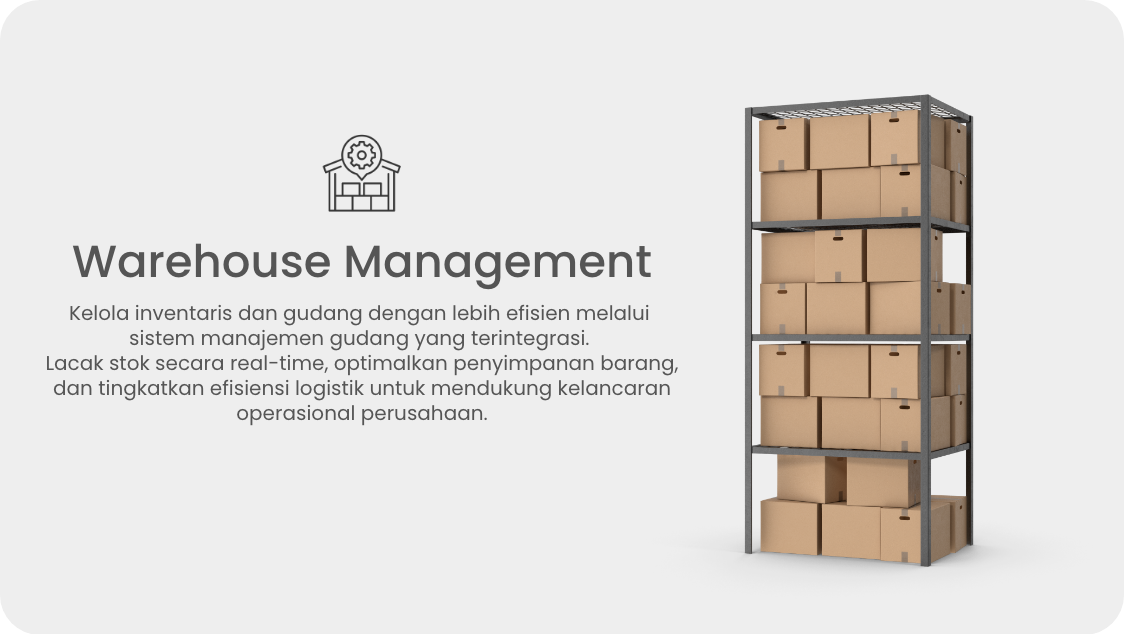 Warehouse Management
Kelola inventaris dan gudang dengan lebih efisien melalui
sistem manajemen gudang yang terintegrasi.
Lacak stok secara real-time, optimalkan penyimpanan barang,
dan tingkatkan efisiensi logistik untuk mendukung kelancaran
operasional perusahaan.